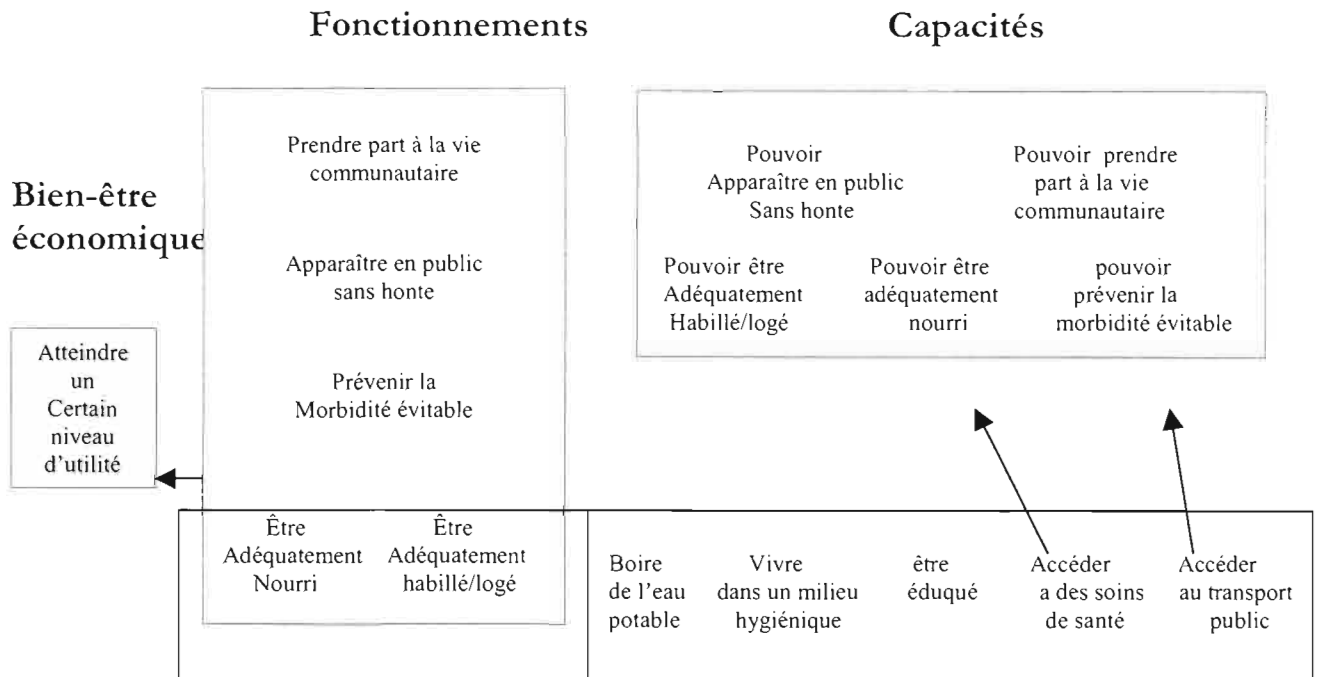 Fonctionnements
Capacités
Bien-être
économique
Prendre part à la vie
communautaire
Apparaître en public
sans honte
Prévenir la
Morbidité évitable
Pouvoir
Apparaître en public
Sans honte
Pouvoir prendre
part à la vie
communautaire
Pouvoir être
Adéquatement
Habillé/logé
Pouvoir être
adéquatement
nourri
pouvoir
prévenir la
morbidité évitable
Atteindre
un
Certain
niveau
d'utilité
Être
Adéquatement
Nourri
Être
Adéquatement
habillé/logé
Boire
de l'eau
potable
Vivre
dans un milieu
hygiénique
être
éduqué
Accéder
a des soins
de santé
Accéder
au transport
public